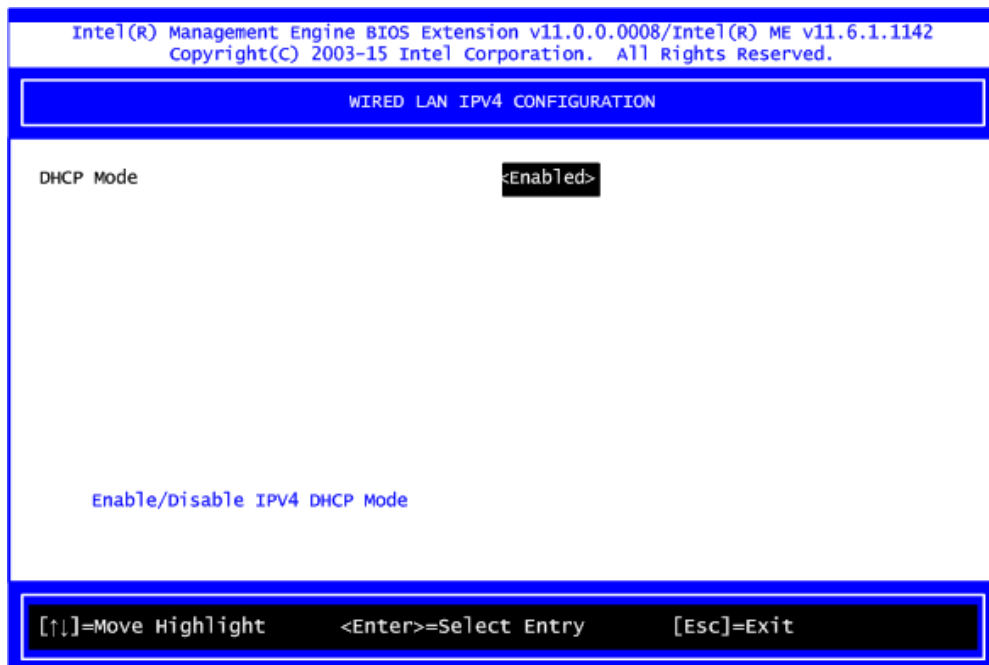 Intel(R) Management Engine BIOS Extension v11.0.0.0008/Intel(R) ME v11.6.1.1142
Copyright(C) 2003-15 Intel Corporation. All Rights Reserved.
WIRED LAN IPV4 CONFIGURATION
DHCP Mode <Enabled>
Enable/Disable IPV4 DHCP Mode
[↑↓]=Move Highlight <Enter>=Select Entry [Esc]=Exit